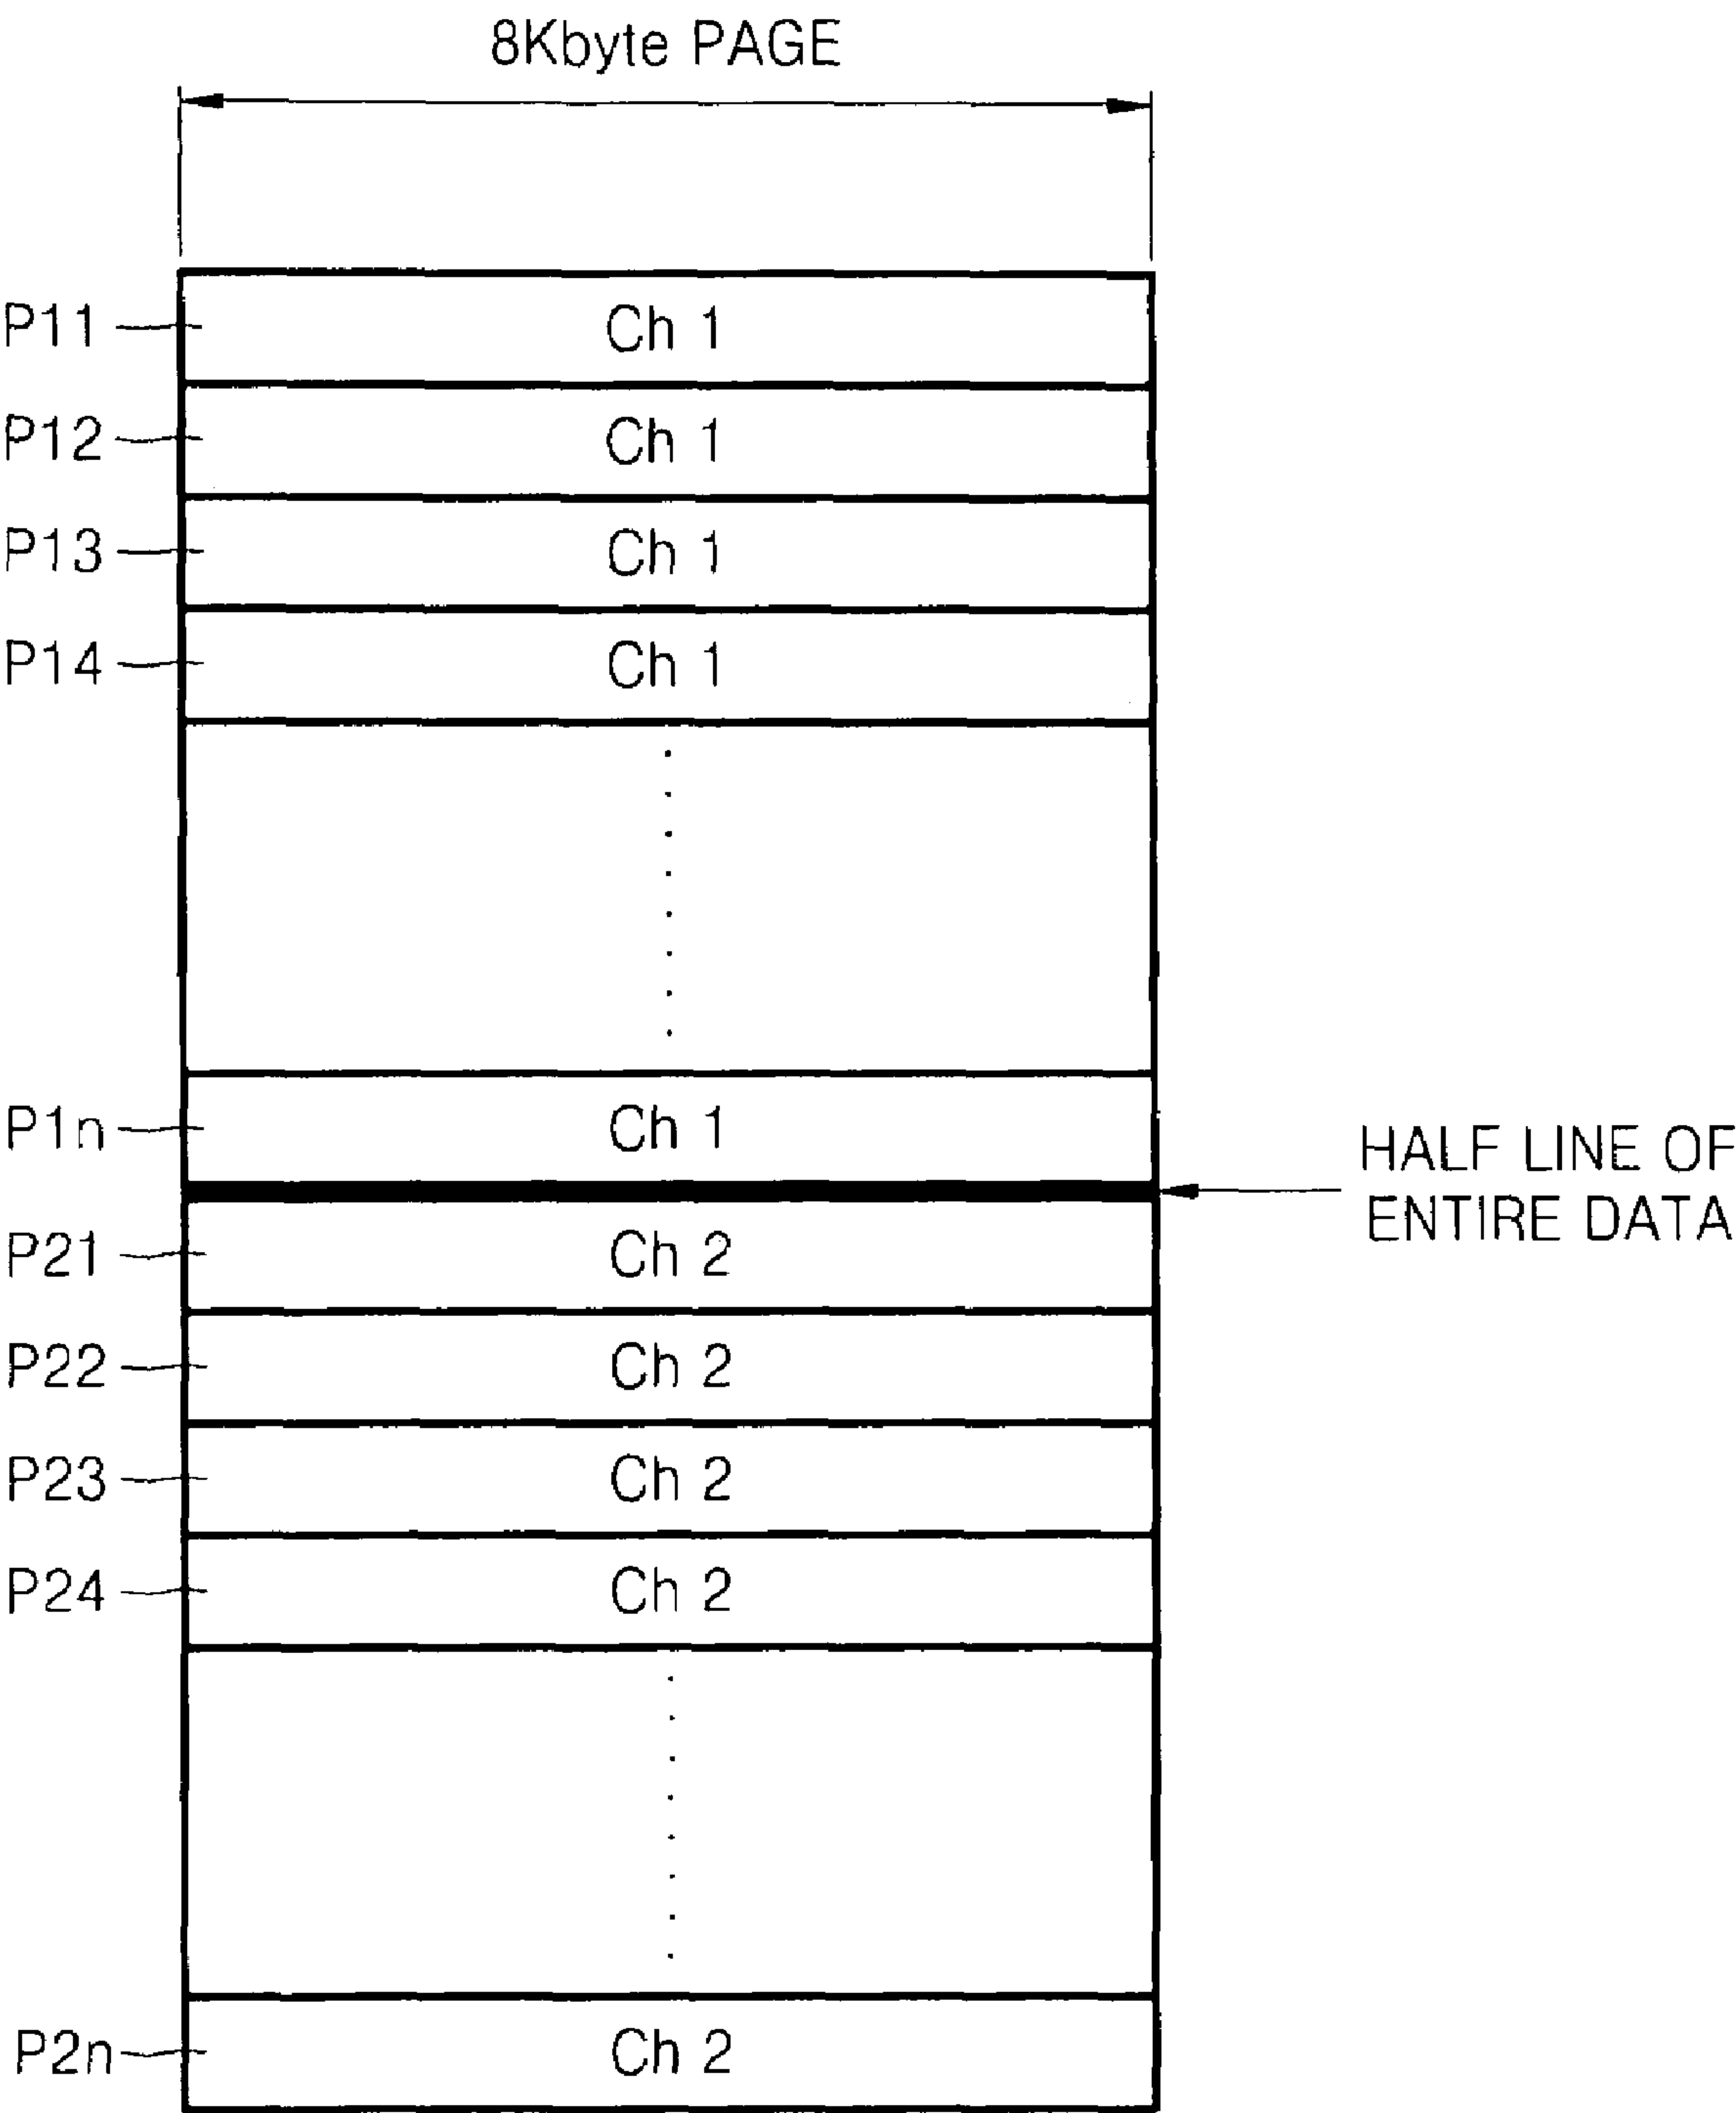 8Kbyte PAGE
P11 Ch 1
P12 Ch 1
P13 Ch 1
P14 Ch 1
P1n Ch 1
HALF LINE OF
ENTIRE DATA
P21 Ch 2
P22 Ch 2
P23 Ch 2
P24 Ch 2
P2n Ch 2